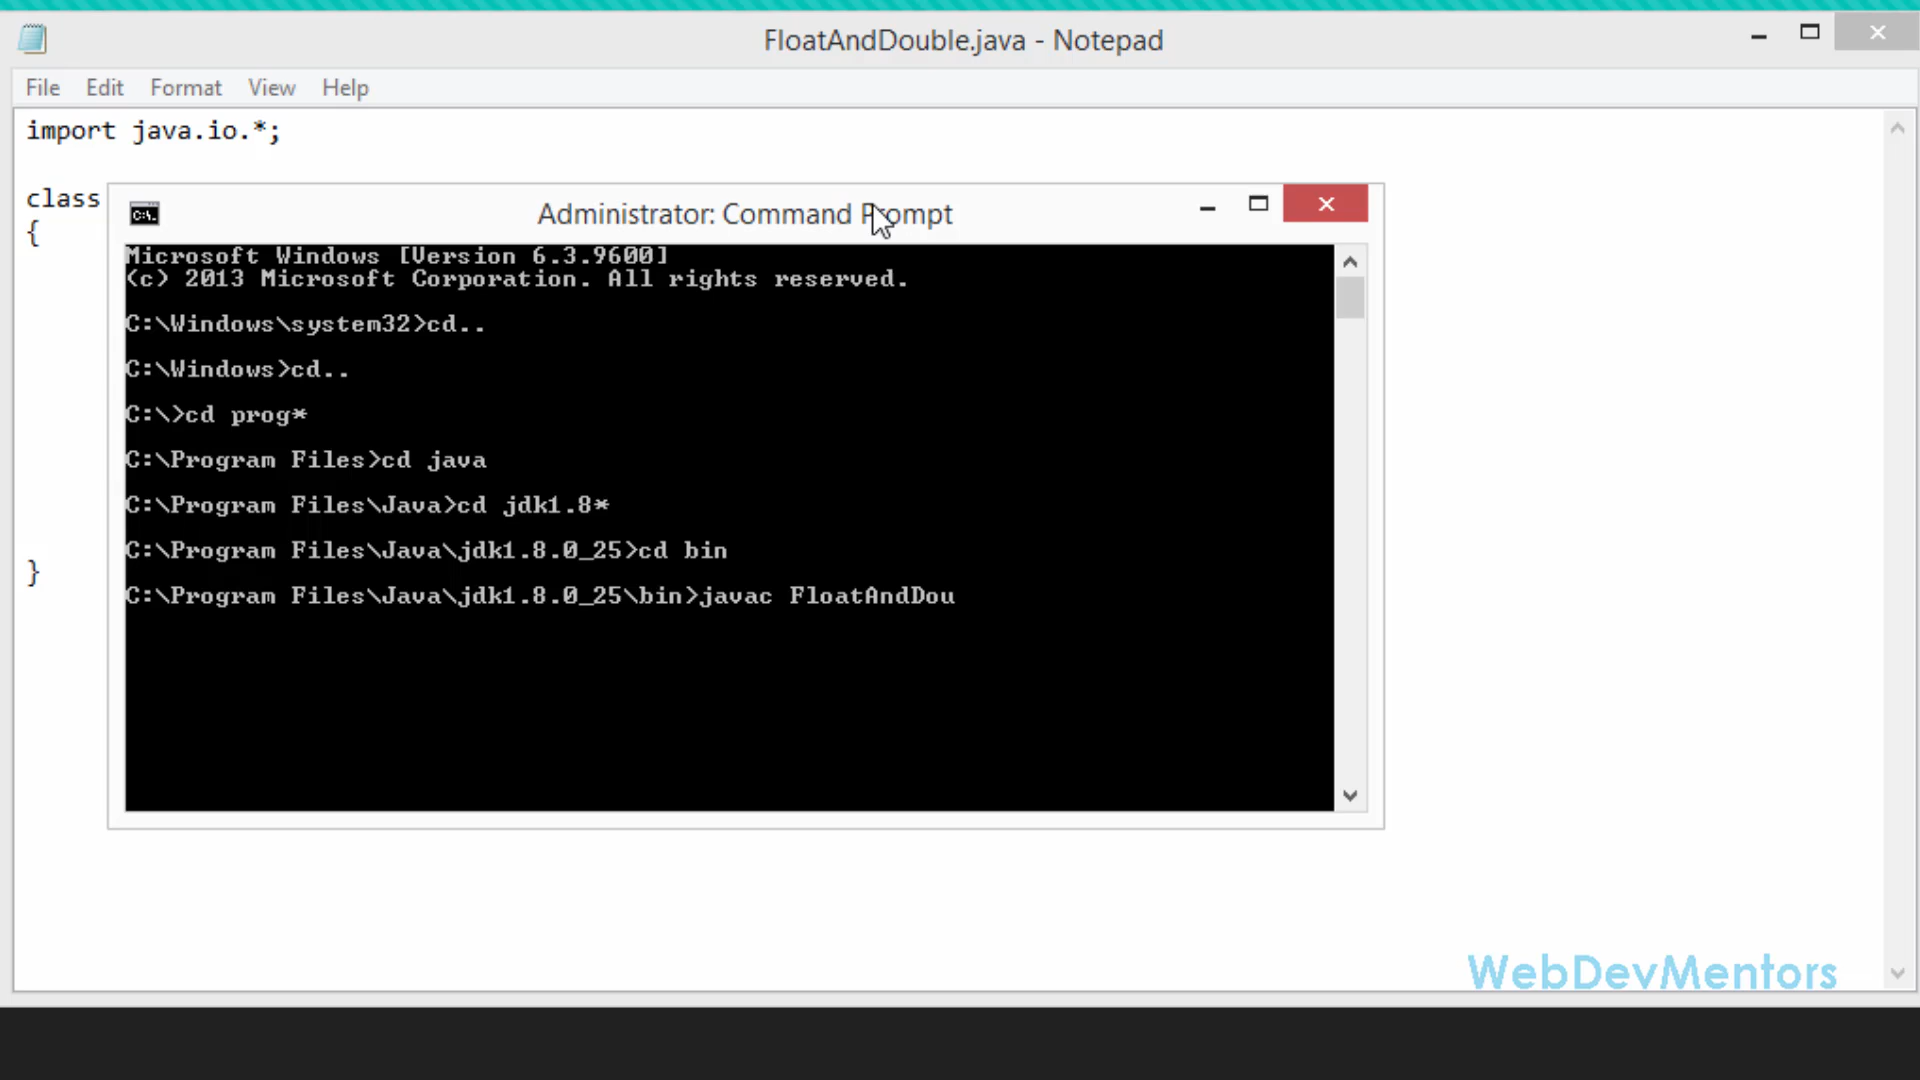 FloatAndDouble.java - Notepad
File Edit Format View Help
import java.io.*;
class
{
Administrator: Command Prompt
Microsoft Windows [Version 6.3.9600]
(c) 2013 Microsoft Corporation. All rights reserved.
C:\Windows\system32>cd..
C:\Windows>cd..
C:\>cd prog*
C:\Program Files>cd java
C:\Program Files\Java>cd jdk1.8*
C:\Program Files\Java\jdk1.8.0_25>cd bin
}
C:\Program Files\Java\jdk1.8.0_25\bin>javac FloatAndDou
WebDevMentors